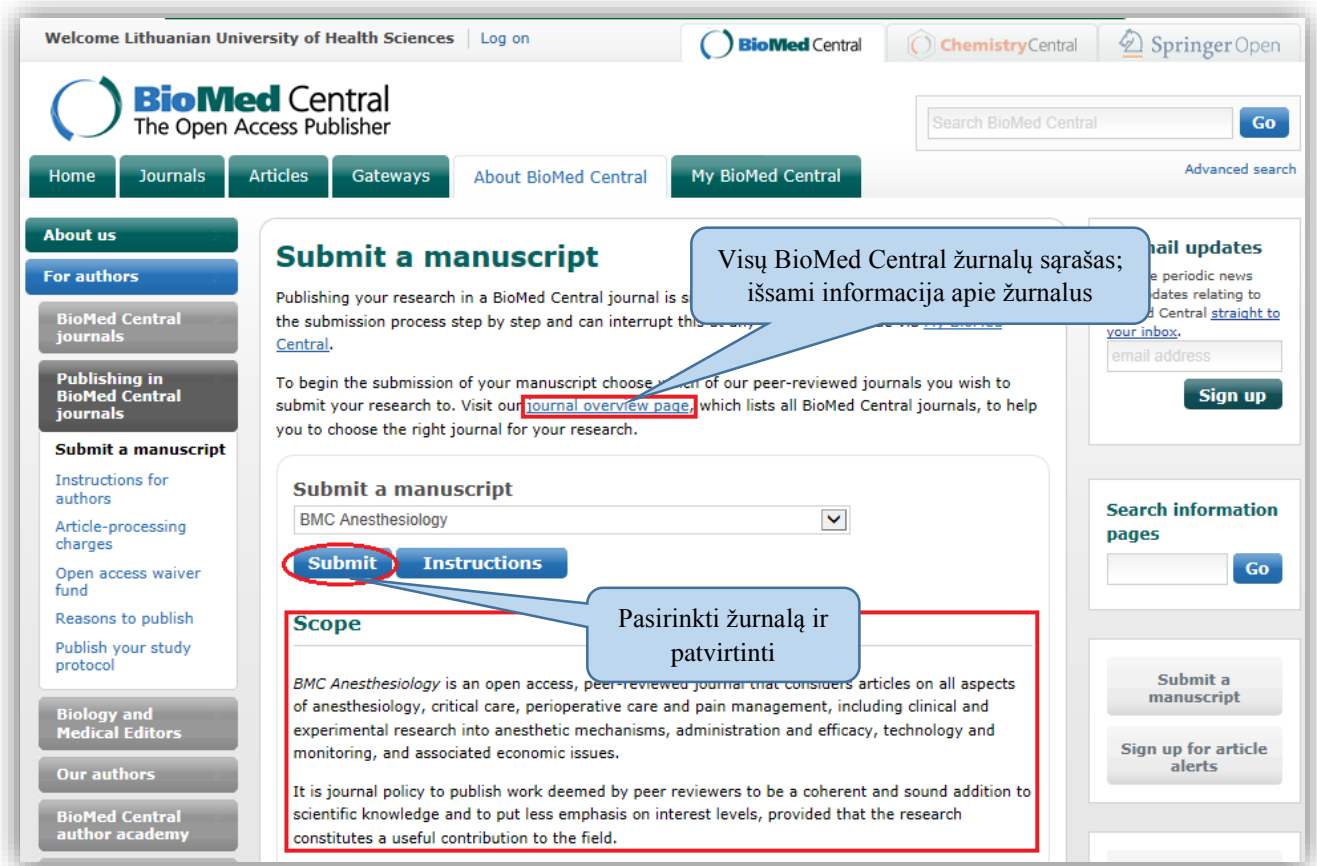 Welcome Lithuanian University of Health Sciences Log on
BioMed Central
ChemistryCentral
SpringerOpen
BioMed Central
The Open Access Publisher
Search BioMed Central
Go
Advanced search
Home
Journals
Articles
Gateways
About BioMed Central
My BioMed Central
About us
For authors
BioMed Central
journals
Publishing in
BioMed Central
journals
Submit a manuscript
Instructions for
authors
Article-processing
charges
Open access waiver
fund
Reasons to publish
Publish your study
protocol
Biology and
Medical Editors
Our authors
BioMed Central
author academy
Submit a manuscript
Visų BioMed Central žurnalų sąrašas;
išsami informacija apie žurnalus
Publishing your research in a BioMed Central journal is
the submission process step by step and can interrupt
Central.
To begin the submission of your manuscript choose which of our peer-reviewed journals you wish to
submit your research to. Visit our journal overview page, which lists all BioMed Central journals, to help
you to choose the right journal for your research.
Submit a manuscript
BMC Anesthesiology
Submit
Instructions
Pasirinkti žurnalą ir
patvirtinti
Scope
BMC Anesthesiology is an open access, peer-reviewed journal that considers articles on all aspects
of anesthesiology, critical care, perioperative care and pain management, including clinical and
experimental research into anesthetic mechanisms, administration and efficacy, technology and
monitoring, and associated economic issues.
It is journal policy to publish work deemed by peer reviewers to be a coherent and sound addition to
scientific knowledge and to put less emphasis on interest levels, provided that the research
constitutes a useful contribution to the field.
updates
periodic news
relating to
Central straight to
your inbox.
email address
Sign up
Search information
pages
Go
Submit a
manuscript
Sign up for article
alerts